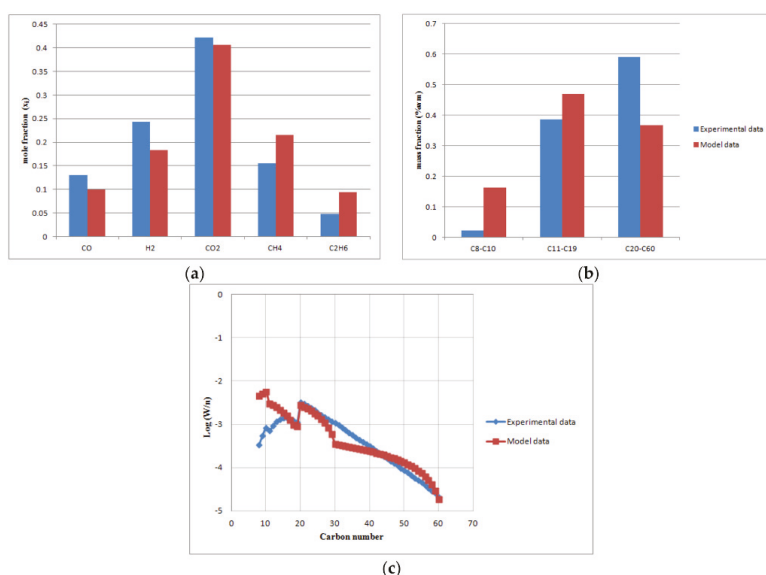 0.45
0.4
0.35
0.3
0.25
0.2
0.15
0.1
0.05
0
mole fraction (xᵢ)
CO H2 CO2 CH4 C2H6
(a)
0.7
0.6
0.5
0.4
0.3
0.2
0.1
0
mass fraction
C8-C10 C11-C19 C20-C60
Experimental data
Model data
(b)
0
-1
-2
-3
-4
-5
Log (W/n)
0 10 20 30 40 50 60 70
Carbon number
Experimental data
Model data
(c)